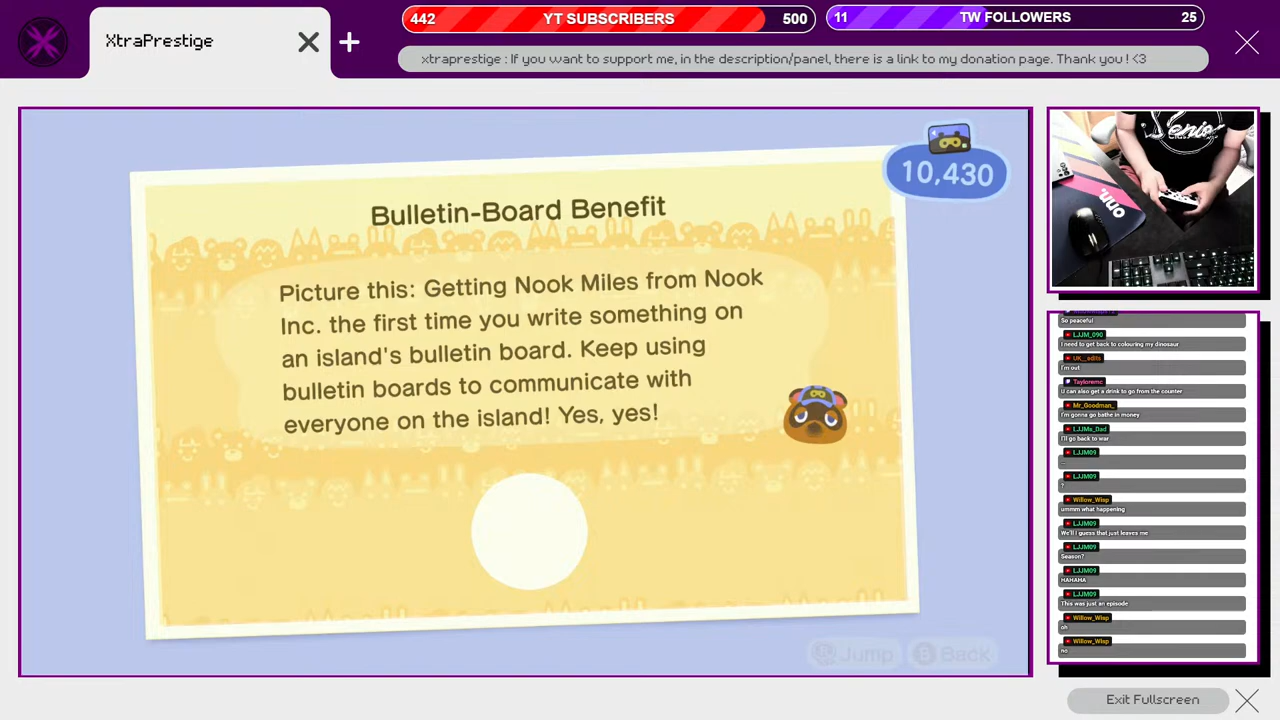 442 YT SUBSCRIBERS 500
11 TW FOLLOWERS 25
XtraPrestige
xtraprestige : If you want to support me, in the description/panel, there is a link to my donation page. Thank you ! <3
10,430
Bulletin-Board Benefit
Picture this: Getting Nook Miles from Nook
Inc. the first time you write something on
an island's bulletin board. Keep using
bulletin boards to communicate with
everyone on the island! Yes, yes!
Jump
Back
So peaceful
LJJM_090
I need to get back to colouring my dinosaur
UK__edits
I'm out
Tayloremc
U can also get a drink to go from the counter
Mr_Goodman_
I'm gonna go bathe in money
LJJMs_Dad
I'll go back to war
LJJM09
...
LJJM09
?
Willow_Wisp
ummm what happening
LJJM09
We'll I guess that just leaves me
LJJM09
Season?
LJJM09
HAHAHA
LJJM09
This was just an episode
Willow_Wisp
oh
Willow_Wisp
no
Exit Fullscreen